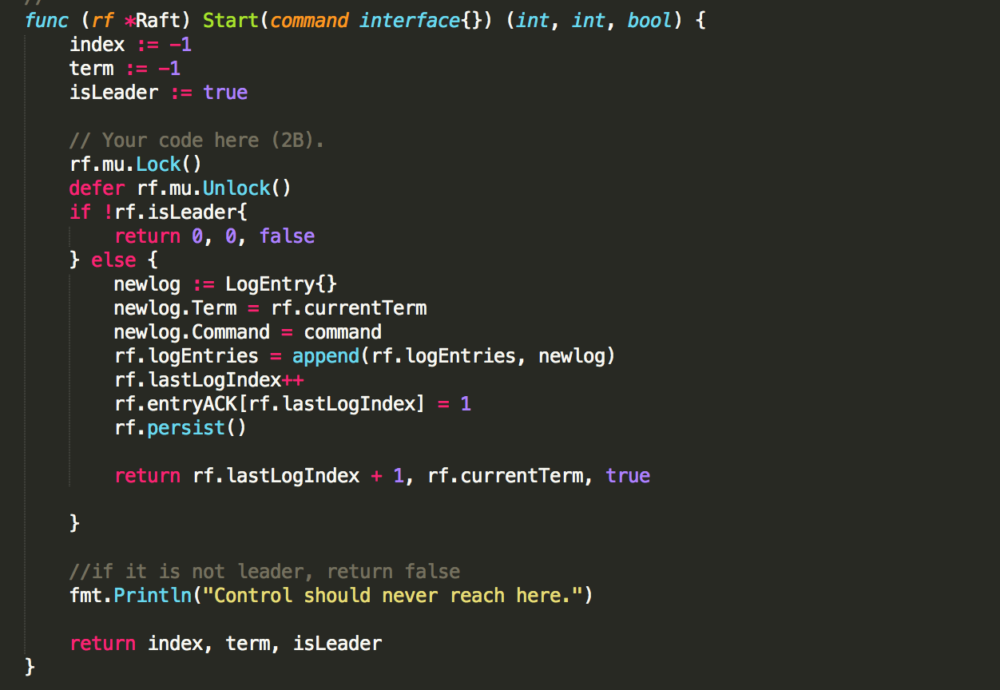 //
func (rf *Raft) Start(command interface{}) (int, int, bool) {
    index := -1
    term := -1
    isLeader := true

    // Your code here (2B).
    rf.mu.Lock()
    defer rf.mu.Unlock()
    if !rf.isLeader{
        return 0, 0, false
    } else {
        newlog := LogEntry{}
        newlog.Term = rf.currentTerm
        newlog.Command = command
        rf.logEntries = append(rf.logEntries, newlog)
        rf.lastLogIndex++
        rf.entryACK[rf.lastLogIndex] = 1
        rf.persist()

        return rf.lastLogIndex + 1, rf.currentTerm, true

    }

    //if it is not leader, return false
    fmt.Println("Control should never reach here.")

    return index, term, isLeader
}